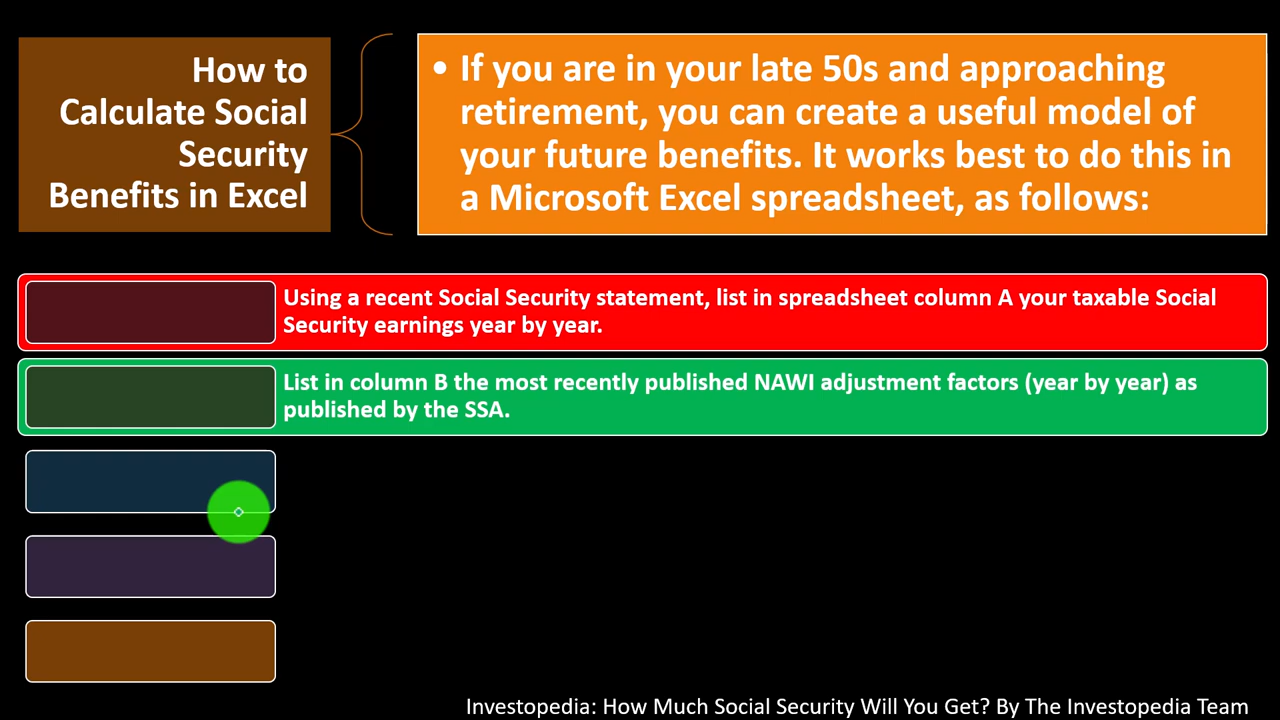 How to
Calculate Social
Security
Benefits in Excel
• If you are in your late 50s and approaching
retirement, you can create a useful model of
your future benefits. It works best to do this in
a Microsoft Excel spreadsheet, as follows:
Using a recent Social Security statement, list in spreadsheet column A your taxable Social
Security earnings year by year.
List in column B the most recently published NAWI adjustment factors (year by year) as
published by the SSA.
Investopedia: How Much Social Security Will You Get? By The Investopedia Team